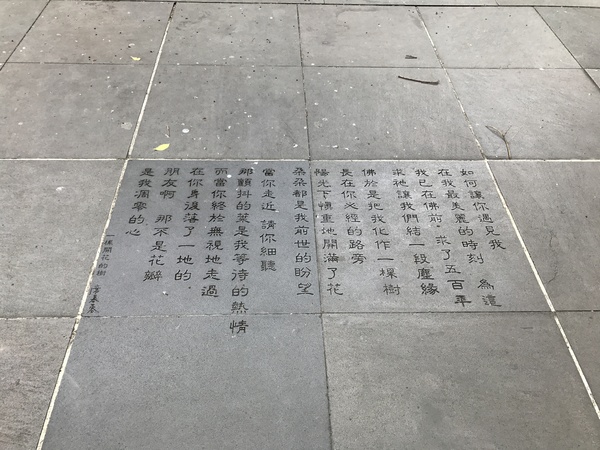 如何讓你遇見我
在我最美麗的時刻 為這
我已在佛前 求了五百年
求祂讓我們結一段塵緣
佛於是把我化作一棵樹
長在你必經的路旁
陽光下慎重地開滿了花
朵朵都是我前世的盼望
當你走近 請你細聽
那顫抖的葉是我等待的熱情
而當你終於無視地走過
在你身後落了一地的
朋友啊 那不是花瓣
是我凋零的心
一棵開花的樹 席慕蓉